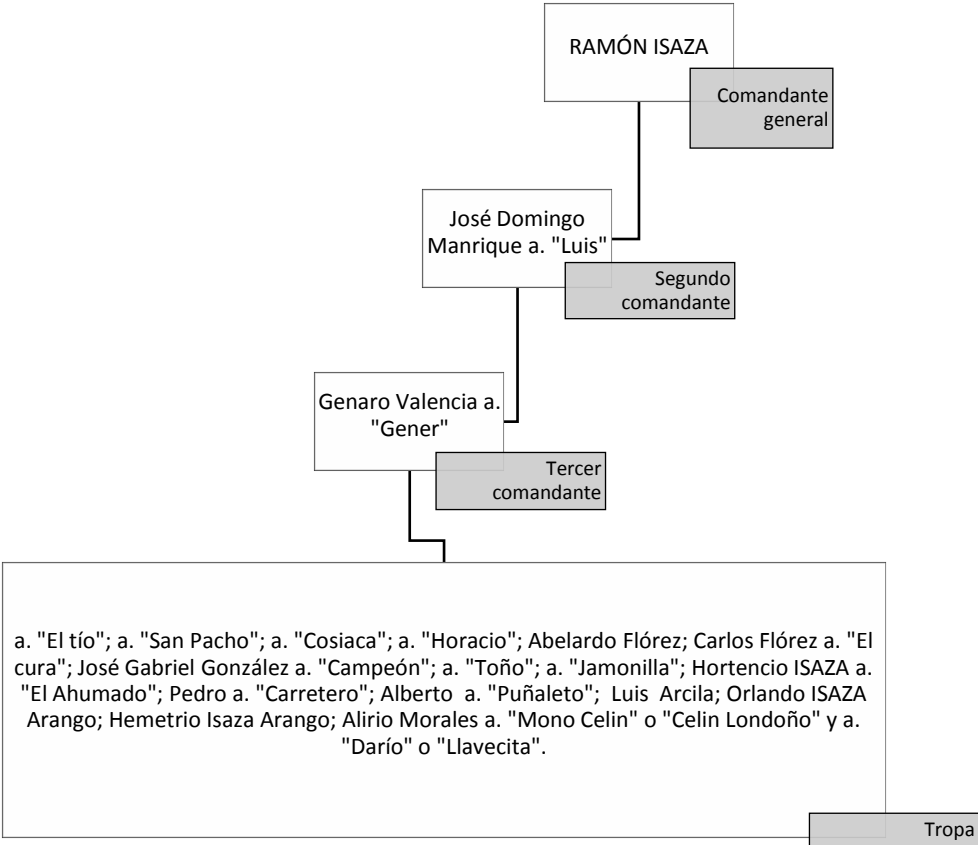 RAMÓN ISAZA
Comandante
general
José Domingo
Manrique a. "Luis"
Segundo
comandante
Genaro Valencia a.
"Gener"
Tercer
comandante
a. "El tío"; a. "San Pacho"; a. "Cosiaca"; a. "Horacio"; Abelardo Flórez; Carlos Flórez a. "El
cura"; José Gabriel González a. "Campeón"; a. "Toño"; a. "Jamonilla"; Hortencio ISAZA a.
"El Ahumado"; Pedro a. "Carretero"; Alberto a. "Puñaleto"; Luis Arcila; Orlando ISAZA
Arango; Hemetrio Isaza Arango; Alirio Morales a. "Mono Celin" o "Celin Londoño" y a.
"Darío" o "Llavecita".
Tropa